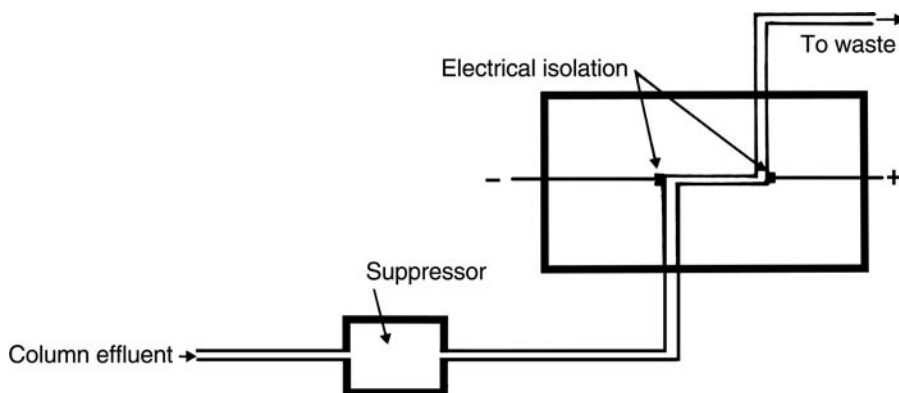 To waste
Electrical isolation
- +
Suppressor
Column effluent